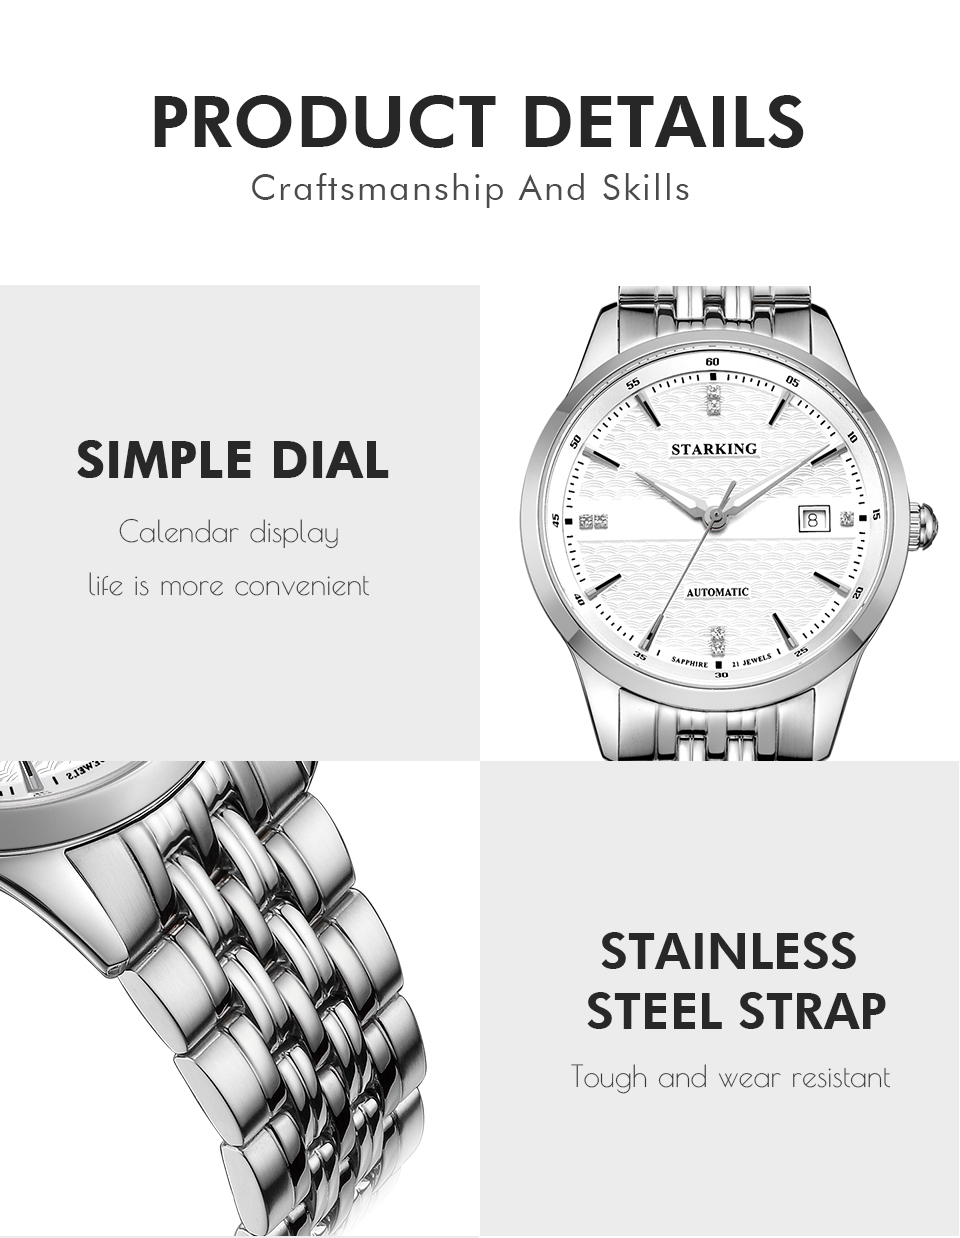 PRODUCT DETAILS
Craftsmanship And Skills
SIMPLE DIAL
Calendar display
life is more convenient
60
55
05
50
10
STARKING
45
8
15
AUTOMATIC
40
20
35
SAPPHIRE
21 JEWELS
25
30
JEWELS
STAINLESS
STEEL STRAP
Tough and wear resistant